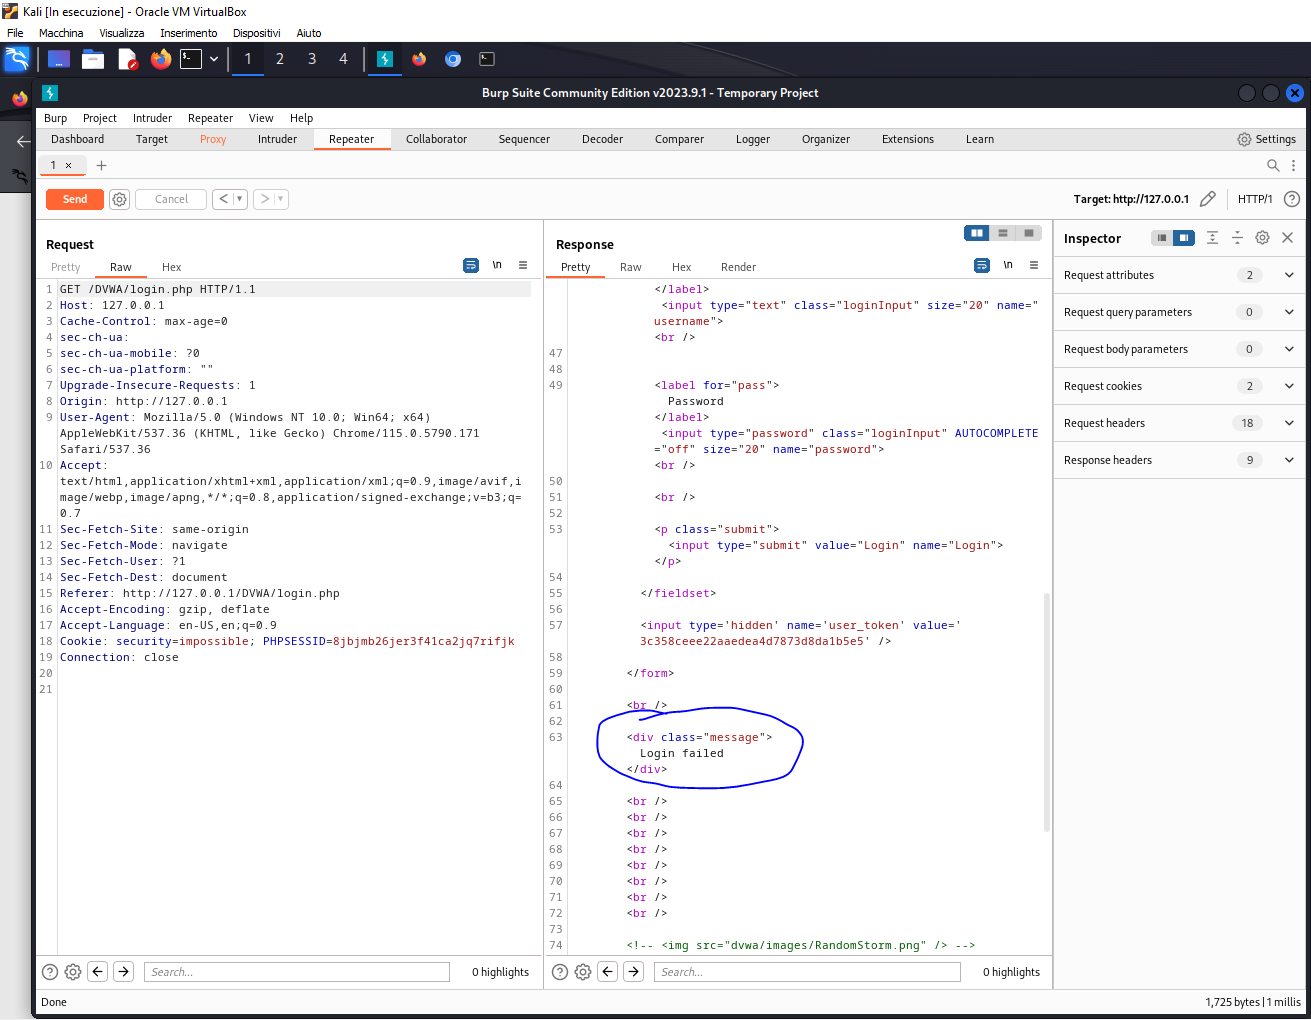 Kali [In esecuzione] - Oracle VM VirtualBox
File Macchina Visualizza Inserimento Dispositivi Aiuto
1 2 3 4
Burp Suite Community Edition v2023.9.1 - Temporary Project
Burp Project Intruder Repeater View Help
Dashboard Target Proxy Intruder Repeater Collaborator Sequencer Decoder Comparer Logger Organizer Extensions Learn Settings
1 × +
Send Cancel < > Target: http://127.0.0.1 HTTP/1
Request
Pretty Raw Hex \n
1 GET /DVWA/login.php HTTP/1.1
2 Host: 127.0.0.1
3 Cache-Control: max-age=0
4 sec-ch-ua:
5 sec-ch-ua-mobile: ?0
6 sec-ch-ua-platform: ""
7 Upgrade-Insecure-Requests: 1
8 Origin: http://127.0.0.1
9 User-Agent: Mozilla/5.0 (Windows NT 10.0; Win64; x64)
AppleWebKit/537.36 (KHTML, like Gecko) Chrome/115.0.5790.171
Safari/537.36
10 Accept:
text/html,application/xhtml+xml,application/xml;q=0.9,image/avif,i
mage/webp,image/apng,*/*;q=0.8,application/signed-exchange;v=b3;q=
0.7
11 Sec-Fetch-Site: same-origin
12 Sec-Fetch-Mode: navigate
13 Sec-Fetch-User: ?1
14 Sec-Fetch-Dest: document
15 Referer: http://127.0.0.1/DVWA/login.php
16 Accept-Encoding: gzip, deflate
17 Accept-Language: en-US,en;q=0.9
18 Cookie: security=impossible; PHPSESSID=8jbjmb26jer3f41ca2jq7rifjk
19 Connection: close
20
21
Search... 0 highlights
Response
Pretty Raw Hex Render \n
</label>
<input type="text" class="loginInput" size="20" name="
username">
<br />
47
48
49 <label for="pass">
Password
</label>
<input type="password" class="loginInput" AUTOCOMPLETE
="off" size="20" name="password">
<br />
50
51 <br />
52
53 <p class="submit">
<input type="submit" value="Login" name="Login">
</p>
54
55 </fieldset>
56
57 <input type='hidden' name='user_token' value='
3c358ceee22aaedea4d7873d8da1b5e5' />
58
59 </form>
60
61 <br />
62
63 <div class="message">
Login failed
</div>
64
65 <br />
66 <br />
67 <br />
68 <br />
69 <br />
70 <br />
71 <br />
72 <br />
73
74 <!-- <img src="dvwa/images/RandomStorm.png" /> -->
Search... 0 highlights
Inspector
Request attributes 2
Request query parameters 0
Request body parameters 0
Request cookies 2
Request headers 18
Response headers 9
Done 1,725 bytes | 1 millis